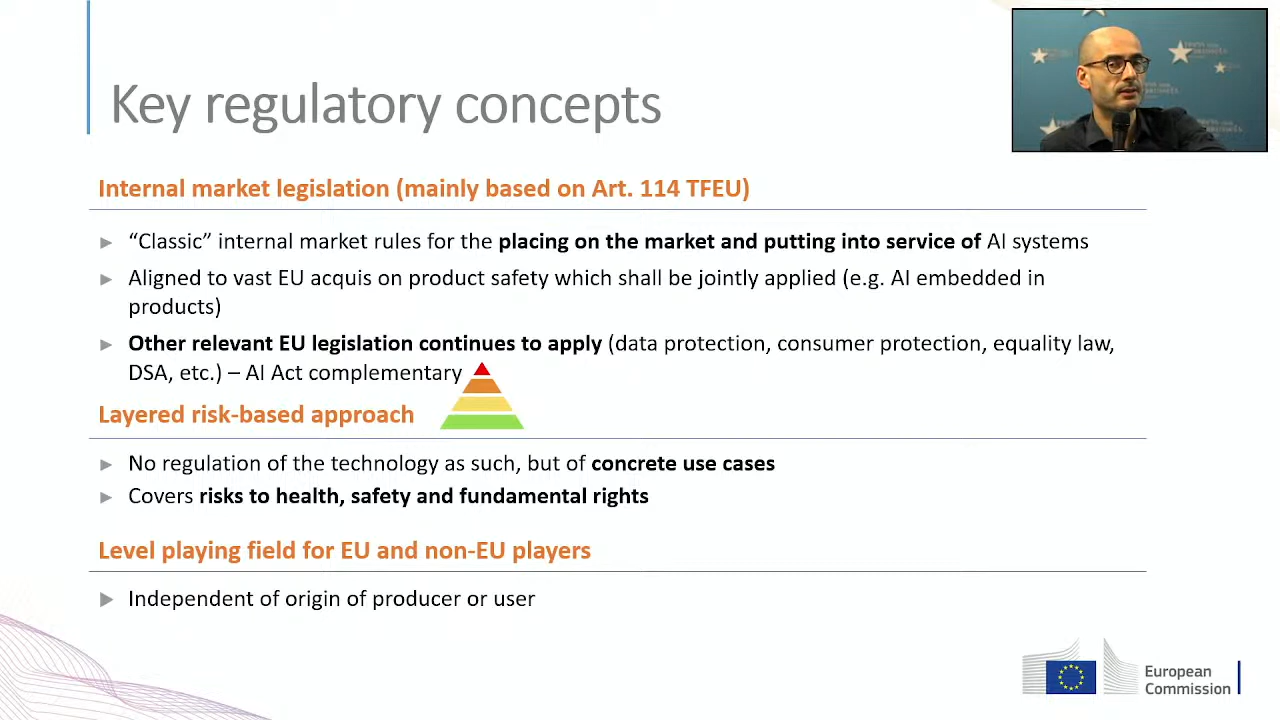 Key regulatory concepts
Internal market legislation (mainly based on Art. 114 TFEU)
► “Classic” internal market rules for the placing on the market and putting into service of AI systems
► Aligned to vast EU acquis on product safety which shall be jointly applied (e.g. AI embedded in
products)
► Other relevant EU legislation continues to apply (data protection, consumer protection, equality law,
DSA, etc.) – AI Act complementary
Layered risk-based approach
► No regulation of the technology as such, but of concrete use cases
► Covers risks to health, safety and fundamental rights
Level playing field for EU and non-EU players
► Independent of origin of producer or user
European
Commission